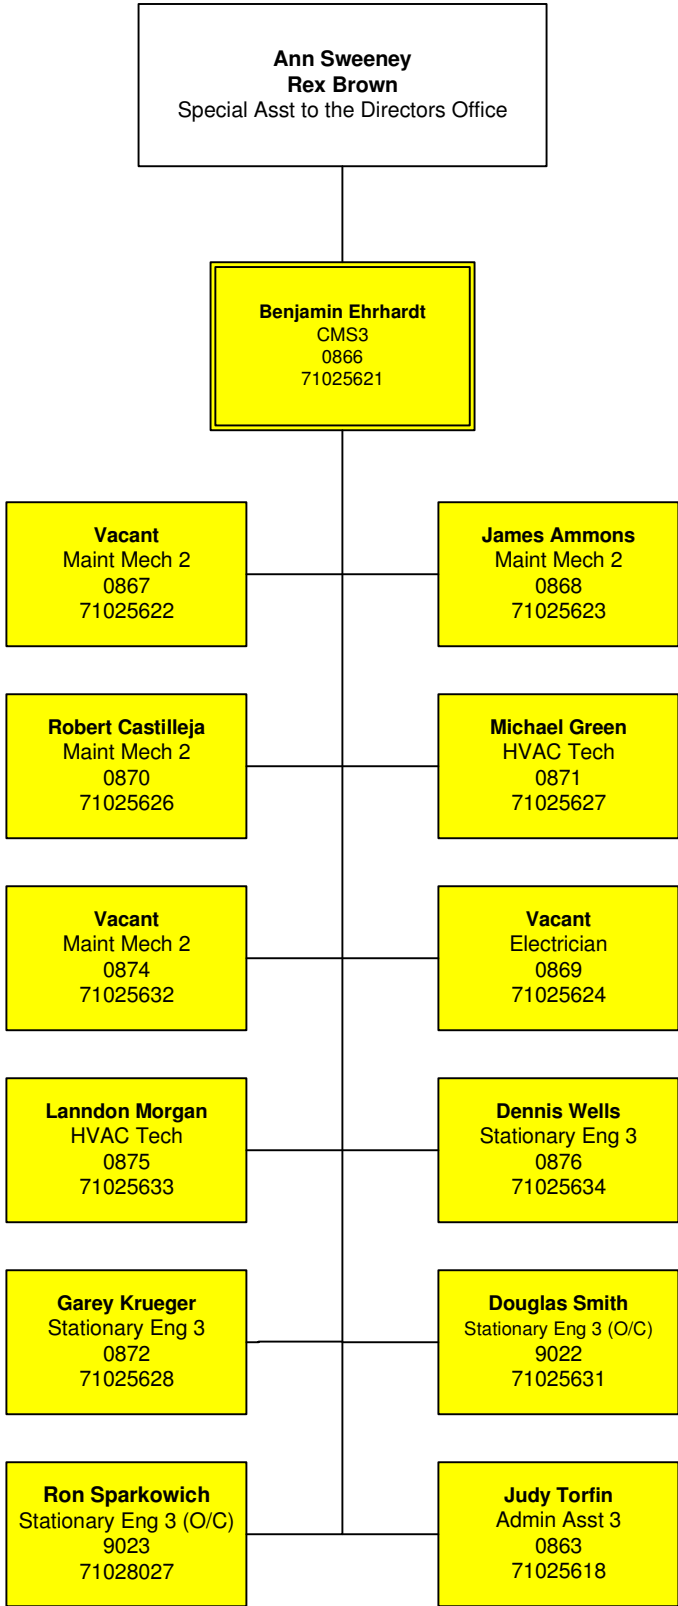 Ann Sweeney
Rex Brown
Special Asst to the Directors Office
Benjamin Ehrhardt
CMS3
0866
71025621
Vacant
Maint Mech 2
0867
71025622
James Ammons
Maint Mech 2
0868
71025623
Robert Castilleja
Maint Mech 2
0870
71025626
Michael Green
HVAC Tech
0871
71025627
Vacant
Maint Mech 2
0874
71025632
Vacant
Electrician
0869
71025624
Lanndon Morgan
HVAC Tech
0875
71025633
Dennis Wells
Stationary Eng 3
0876
71025634
Garey Krueger
Stationary Eng 3
0872
71025628
Douglas Smith
Stationary Eng 3 (O/C)
9022
71025631
Ron Sparkowich
Stationary Eng 3 (O/C)
9023
71028027
Judy Torfin
Admin Asst 3
0863
71025618